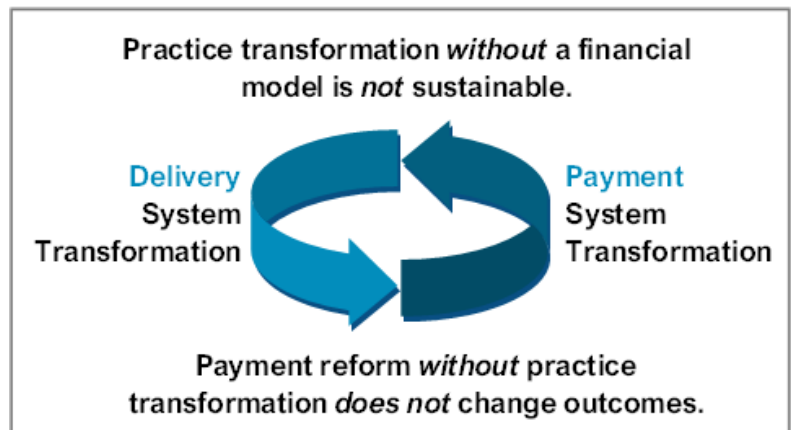 Practice transformation without a financial
model is not sustainable.
Delivery
System
Transformation
Payment
System
Transformation
Payment reform without practice
transformation does not change outcomes.